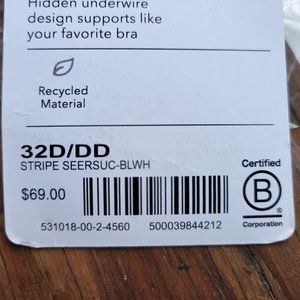 Hidden underwire
design supports like
your favorite bra
Recycled
Material
32D/DD
STRIPE SEERSUC-BLWH
$69.00
531018-00-2-4560 500039844212
Certified
B
Corporation